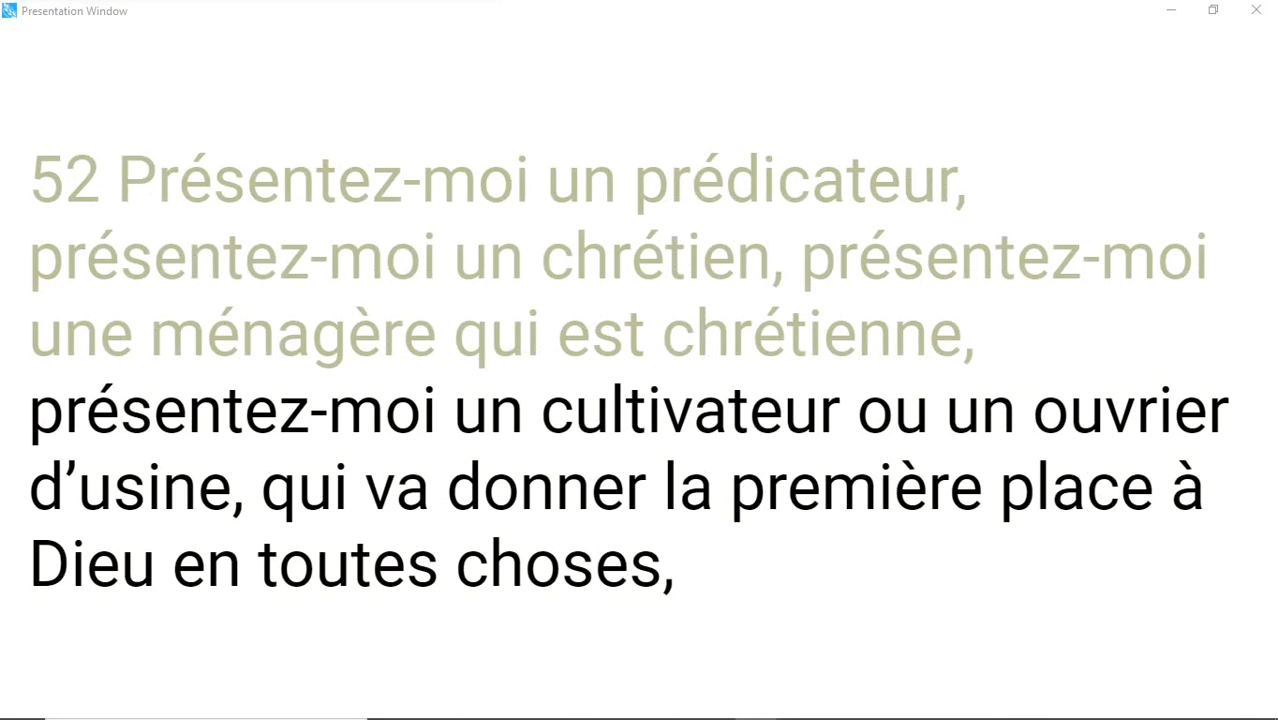 Presentation Window
52 Présentez-moi un prédicateur,
présentez-moi un chrétien, présentez-moi
une ménagère qui est chrétienne,
présentez-moi un cultivateur ou un ouvrier
d’usine, qui va donner la première place à
Dieu en toutes choses,